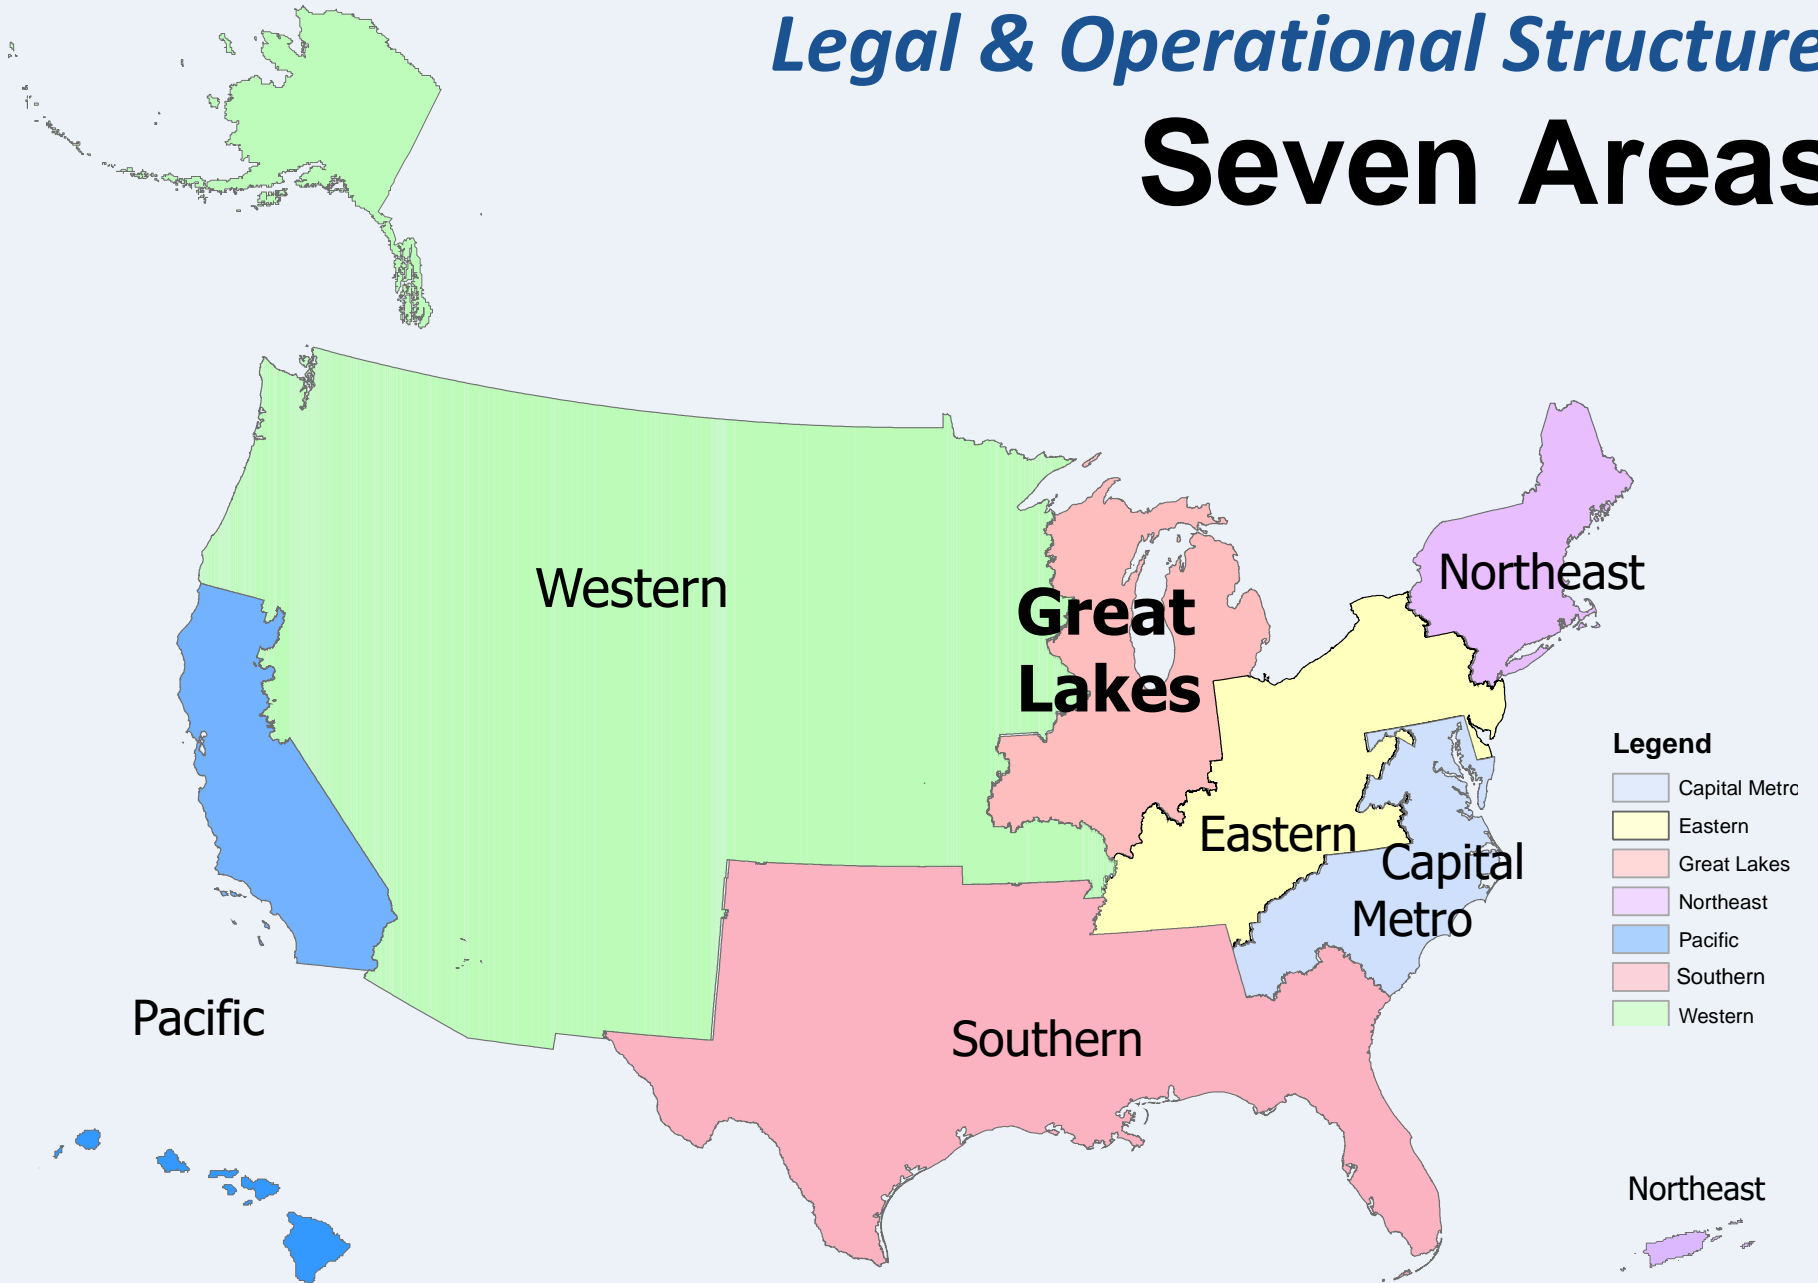 Legal & Operational Structure
Seven Areas
Western
Great
Lakes
Northeast
Eastern
Capital
Metro
Pacific
Southern
Northeast
Legend
Capital Metro
Eastern
Great Lakes
Northeast
Pacific
Southern
Western